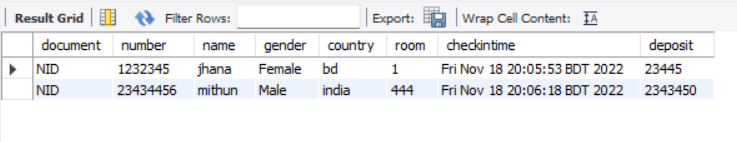 Result Grid Filter Rows: Export: Wrap Cell Content: IA
document number name gender country room checkintime deposit
NID 1232345 jhana Female bd 1 Fri Nov 18 20:05:53 BDT 2022 23445
NID 23434456 mithun Male india 444 Fri Nov 18 20:06:18 BDT 2022 2343450